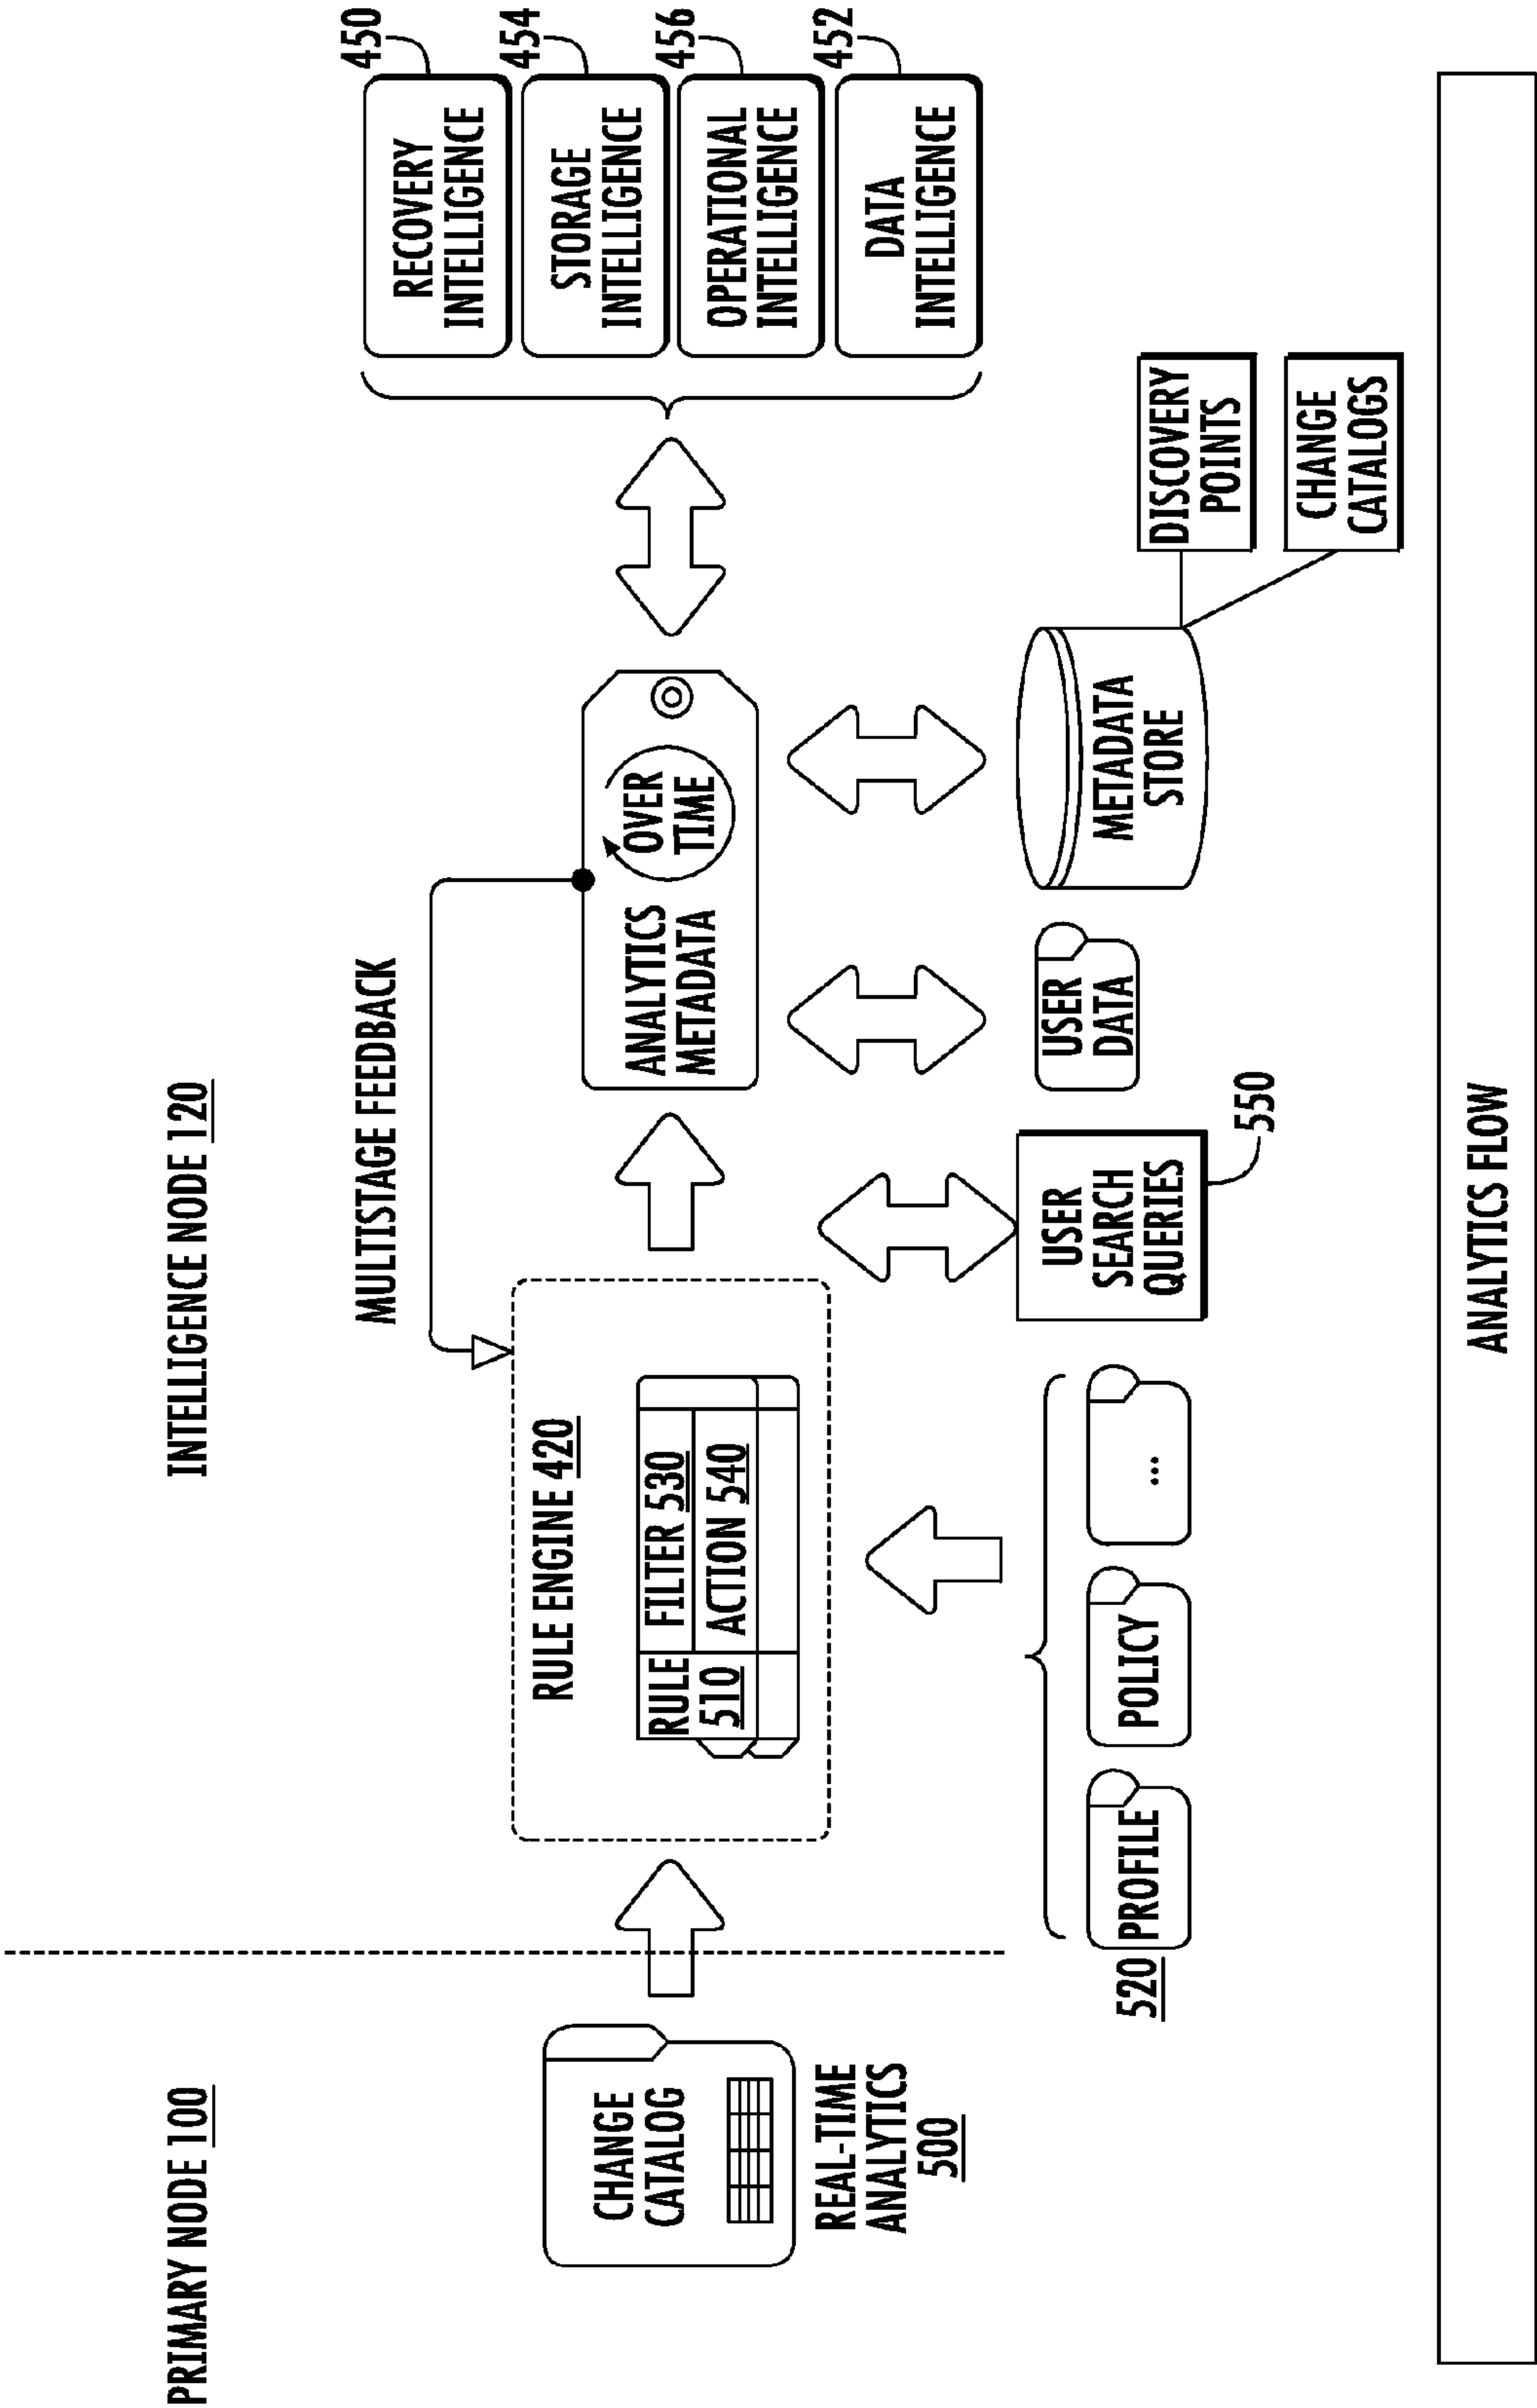 PRIMARY NODE 100
INTELLIGENCE NODE 120
MULTISTAGE FEEDBACK
CHANGE
CATALOG
REAL-TIME
ANALYTICS
500
RULE ENGINE 420
RULE
510
FILTER 530
ACTION 540
ANALYTICS
METADATA
OVER
TIME
RECOVERY
INTELLIGENCE
450
STORAGE
INTELLIGENCE
454
OPERATIONAL
INTELLIGENCE
456
DATA
INTELLIGENCE
452
520
PROFILE
POLICY
...
USER
SEARCH
QUERIES
550
USER
DATA
METADATA
STORE
DISCOVERY
POINTS
CHANGE
CATALOGS
ANALYTICS FLOW